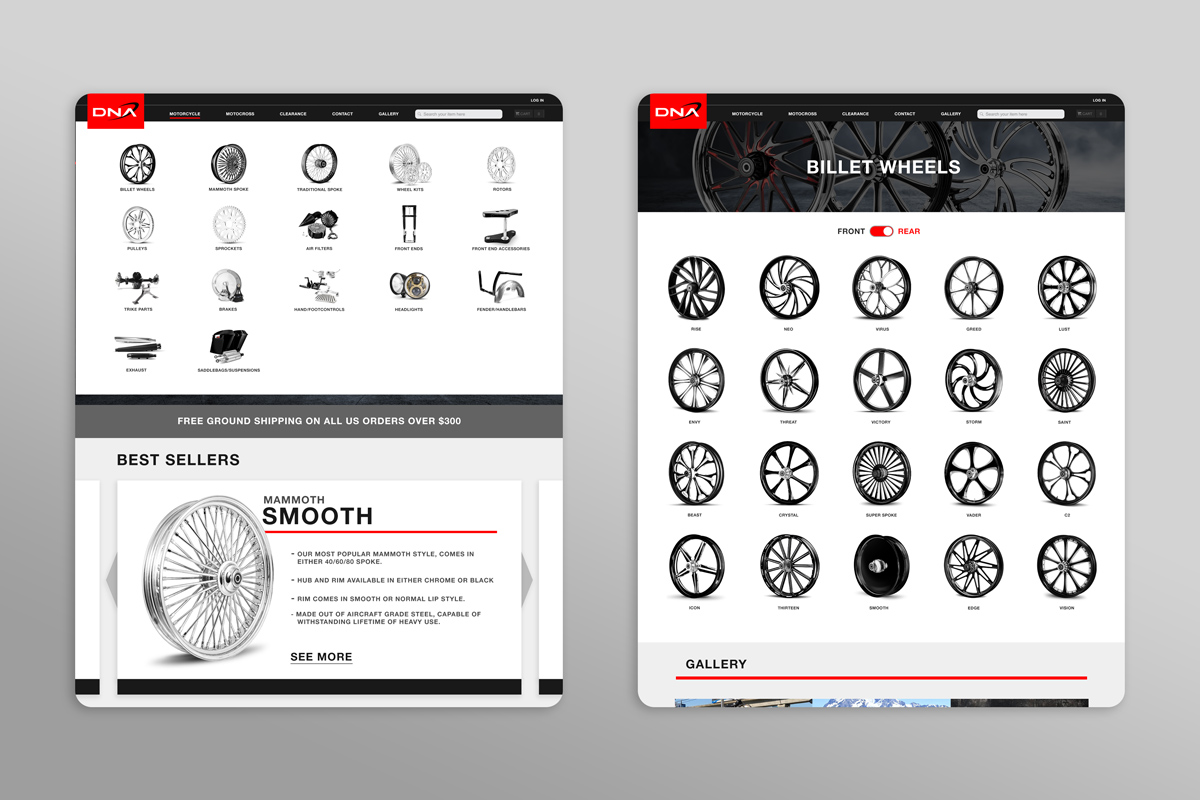 DNA
LOG IN
MOTORCYCLE
MOTOCROSS
CLEARANCE
CONTACT
GALLERY
Search your item here
CART
0
BILLET WHEELS
MAMMOTH SPOKE
TRADITIONAL SPOKE
WHEEL KITS
ROTORS
PULLEYS
SPROCKETS
AIR FILTERS
FRONT ENDS
FRONT END ACCESSORIES
TRIKE PARTS
BRAKES
HAND/FOOTCONTROLS
HEADLIGHTS
FENDER/HANDLEBARS
EXHAUST
SADDLEBAGS/SUSPENSIONS
FREE GROUND SHIPPING ON ALL US ORDERS OVER $300
BEST SELLERS
MAMMOTH
SMOOTH
- OUR MOST POPULAR MAMMOTH STYLE, COMES IN
EITHER 40/60/80 SPOKE.
- HUB AND RIM AVAILABLE IN EITHER CHROME OR BLACK
- RIM COMES IN SMOOTH OR NORMAL LIP STYLE.
- MADE OUT OF AIRCRAFT GRADE STEEL, CAPABLE OF
WITHSTANDING LIFETIME OF HEAVY USE.
SEE MORE
DNA
LOG IN
MOTORCYCLE
MOTOCROSS
CLEARANCE
CONTACT
GALLERY
Search your item here
CART
0
BILLET WHEELS
FRONT
REAR
RISE
NEO
VIRUS
GREED
LUST
ENVY
THREAT
VICTORY
STORM
SAINT
BEAST
CRYSTAL
SUPER SPOKE
VADER
C3
ICON
THIRTEEN
SMOOTH
EDGE
VISION
GALLERY